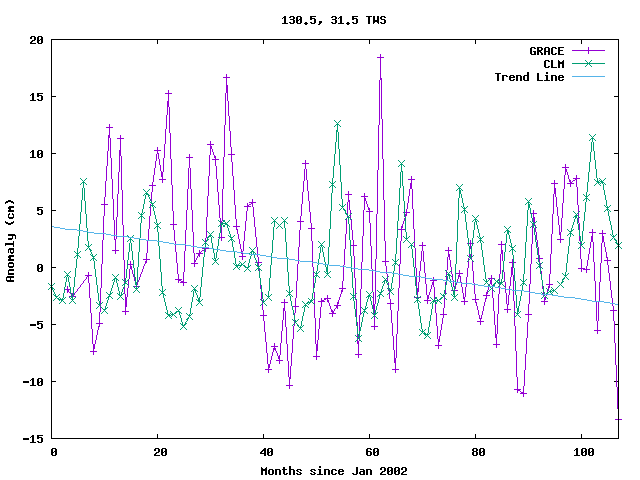 130.5, 31.5 TWS
GRACE
CLM
Trend Line
20
15
10
5
0
-5
-10
-15
Anomaly (cm)
0 20 40 60 80 100
Months since Jan 2002